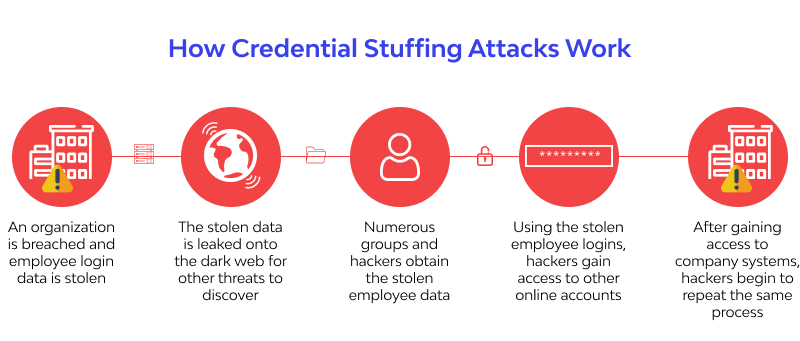 How Credential Stuffing Attacks Work
*********
An organization
is breached and
employee login
data is stolen
The stolen data
is leaked onto
the dark web for
other threats to
discover
Numerous
groups and
hackers obtain
the stolen
employee data
Using the stolen
employee logins,
hackers gain
access to other
online accounts
After gaining
access to
company systems,
hackers begin to
repeat the same
process